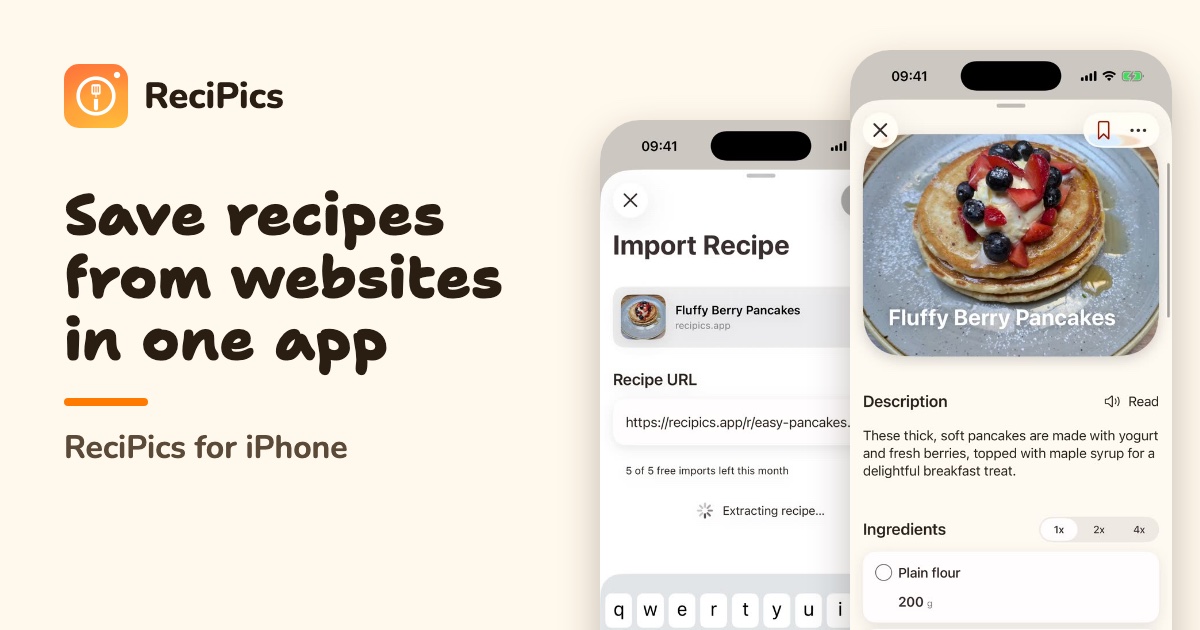 ReciPics
Save recipes
from websites
in one app
ReciPics for iPhone
09:41
Import Recipe
Fluffy Berry Pancakes
recipics.app
Recipe URL
https://recipics.app/r/easy-pancakes.
5 of 5 free imports left this month
Extracting recipe...
q w e r t y u i
09:41
Fluffy Berry Pancakes
Description
Read
These thick, soft pancakes are made with yogurt
and fresh berries, topped with maple syrup for a
delightful breakfast treat.
Ingredients
1x 2x 4x
Plain flour
200 g